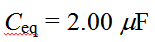 Ceq = 2.00 μF